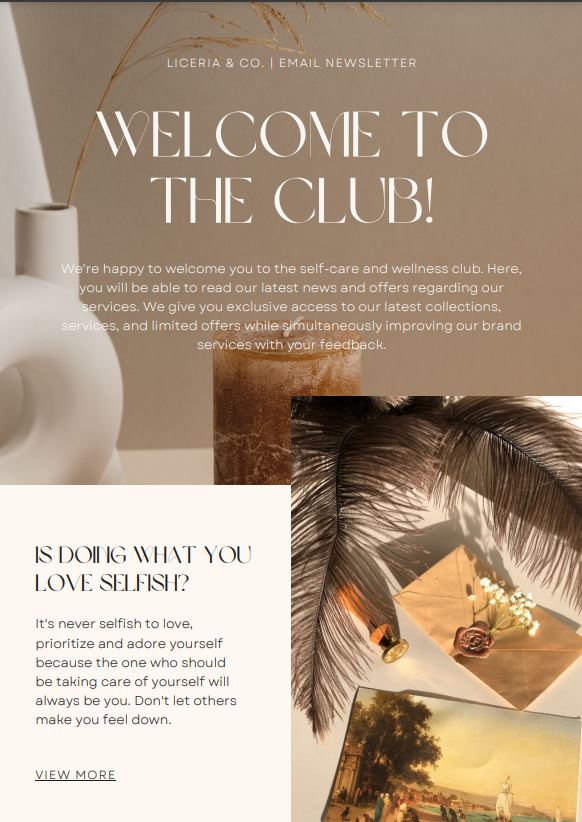 LICERIA & CO. | EMAIL NEWSLETTER
WELCOME TO
THE CLUB!
We're happy to welcome you to the self-care and wellness club. Here,
you will be able to read our latest news and offers regarding our
services. We give you exclusive access to our latest collections,
services, and limited offers while simultaneously improving our brand
services with your feedback.
IS DOING WHAT YOU
LOVE SELFISH?
It's never selfish to love,
prioritize and adore yourself
because the one who should
be taking care of yourself will
always be you. Don't let others
make you feel down.
VIEW MORE